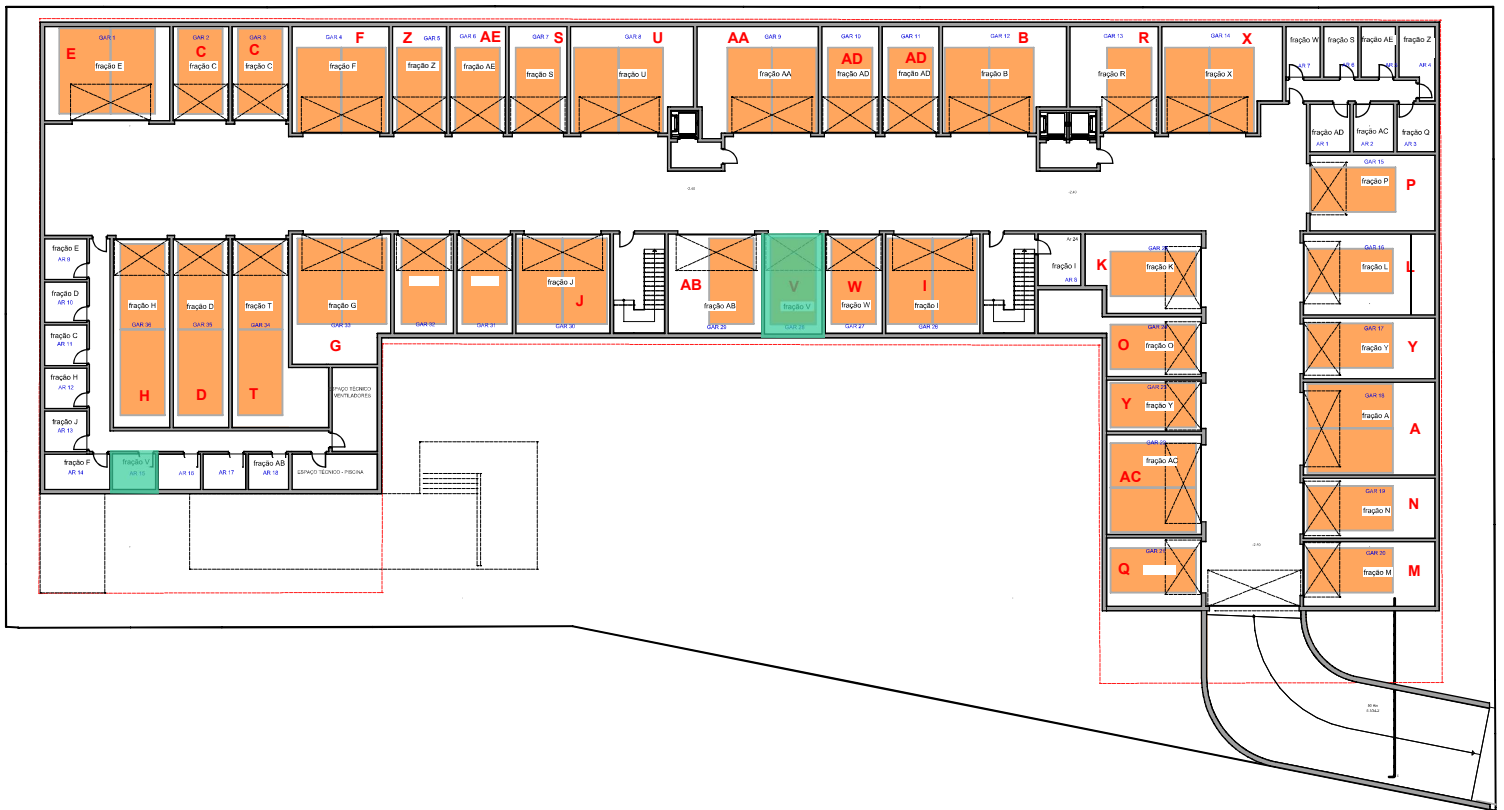 GAR 1
E
fração E
GAR 2
C
fração C
GAR 3
C
fração C
GAR 4
F
fração F
Z
GAR 5
fração Z
GAR 6
AE
fração AE
GAR 7
S
fração S
GAR 8
U
fração U
AA
GAR 9
fração AA
GAR 10
AD
fração AD
GAR 11
AD
fração AD
GAR 12
B
fração B
GAR 13
R
fração R
GAR 14
X
fração X
fração W
AR 7
fração S
AR 6
fração AE
fração Z
AR 4
fração AD
AR 1
fração AC
AR 2
fração Q
AR 3
GAR 15
fração P
P
GAR 16
fração L
L
GAR 17
fração Y
Y
GAR 18
fração A
A
GAR 19
fração N
N
GAR 20
fração M
M
fração E
AR 9
fração D
AR 10
fração C
AR 11
fração H
AR 12
fração J
AR 13
fração F
AR 14
fração V
AR 15
AR 16
AR 17
fração AB
AR 18
ESPAÇO TÉCNICO - PISCINA
VENTILADORES
fração H
GAR 36
H
fração D
GAR 35
D
fração T
GAR 34
T
fração G
GAR 33
G
GAR 32
GAR 31
fração J
J
GAR 30
AB
fração AB
GAR 29
V
fração V
GAR 28
W
fração W
GAR 27
I
fração I
GAR 26
Ar 24
fração I
AR 8
K
fração K
O
fração O
Y
fração Y
AC
fração AC
Q